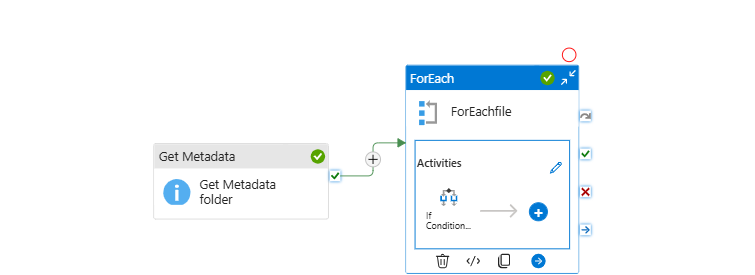 ForEach
ForEachfile
Get Metadata
Get Metadata
folder
Activities
If
Condition...